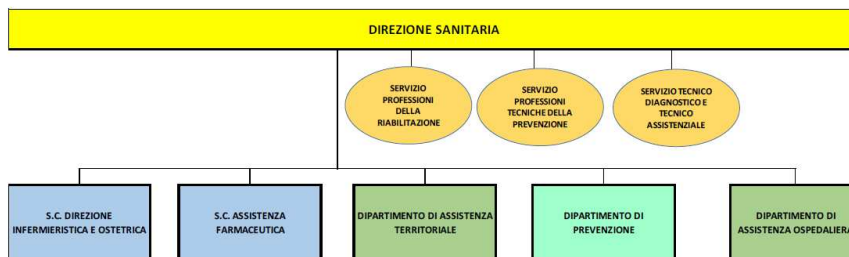 DIREZIONE SANITARIA
SERVIZIO
PROFESSIONI
DELLA
RIABILITAZIONE
SERVIZIO
PROFESSIONI
TECNICHE DELLA
PREVENZIONE
SERVIZIO TECNICO
DIAGNOSTICO E
TECNICO
ASSISTENZIALE
S.C. DIREZIONE
INFERMIERISTICA E OSTETRICA
S.C. ASSISTENZA
FARMACEUTICA
DIPARTIMENTO DI ASSISTENZA
TERRITORIALE
DIPARTIMENTO DI
PREVENZIONE
DIPARTIMENTO DI
ASSISTENZA OSPEDALIERA